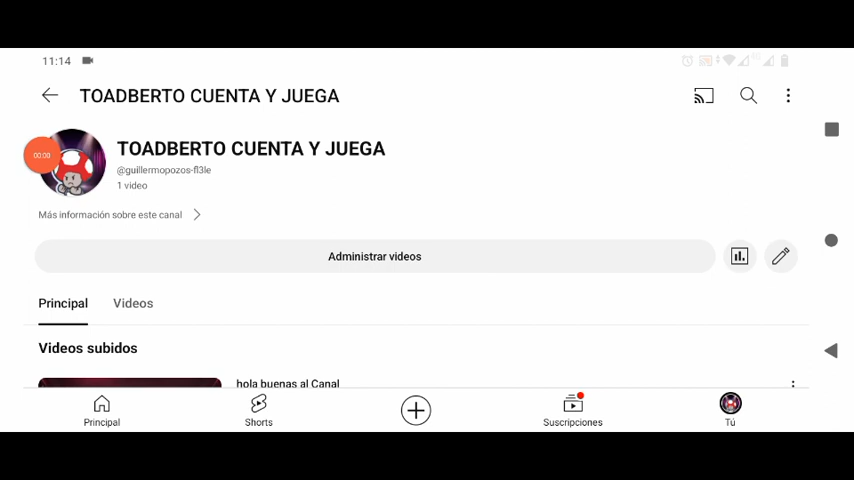 11:14
TOADBERTO CUENTA Y JUEGA
00:00
TOADBERTO CUENTA Y JUEGA
@guillermopozos-fl3le
1 video
Más información sobre este canal
Administrar videos
Principal Videos
Videos subidos
hola buenas al Canal
Principal Shorts Suscripciones Tú